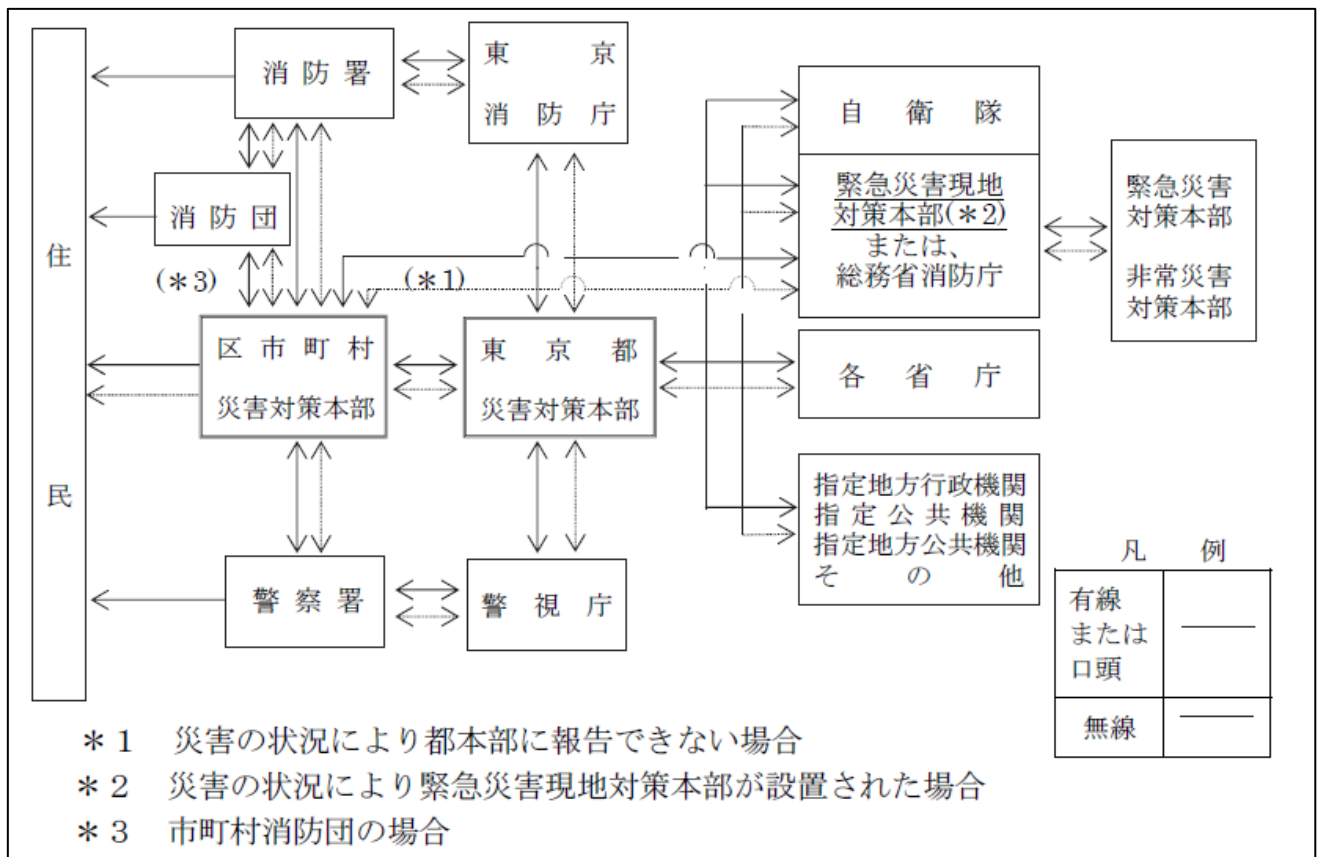 住
民
消防署
東京
消防庁
消防団
(＊3)
(＊1)
自衛隊
緊急災害現地
対策本部(＊2)
または、
総務省消防庁
緊急災害
対策本部
非常災害
対策本部
区市町村
災害対策本部
東京都
災害対策本部
各省庁
指定地方行政機関
指定公共機関
指定地方公共機関
その他
警察署
警視庁
凡例
有線
または
口頭
無線
＊1 災害の状況により都本部に報告できない場合
＊2 災害の状況により緊急災害現地対策本部が設置された場合
＊3 市町村消防団の場合